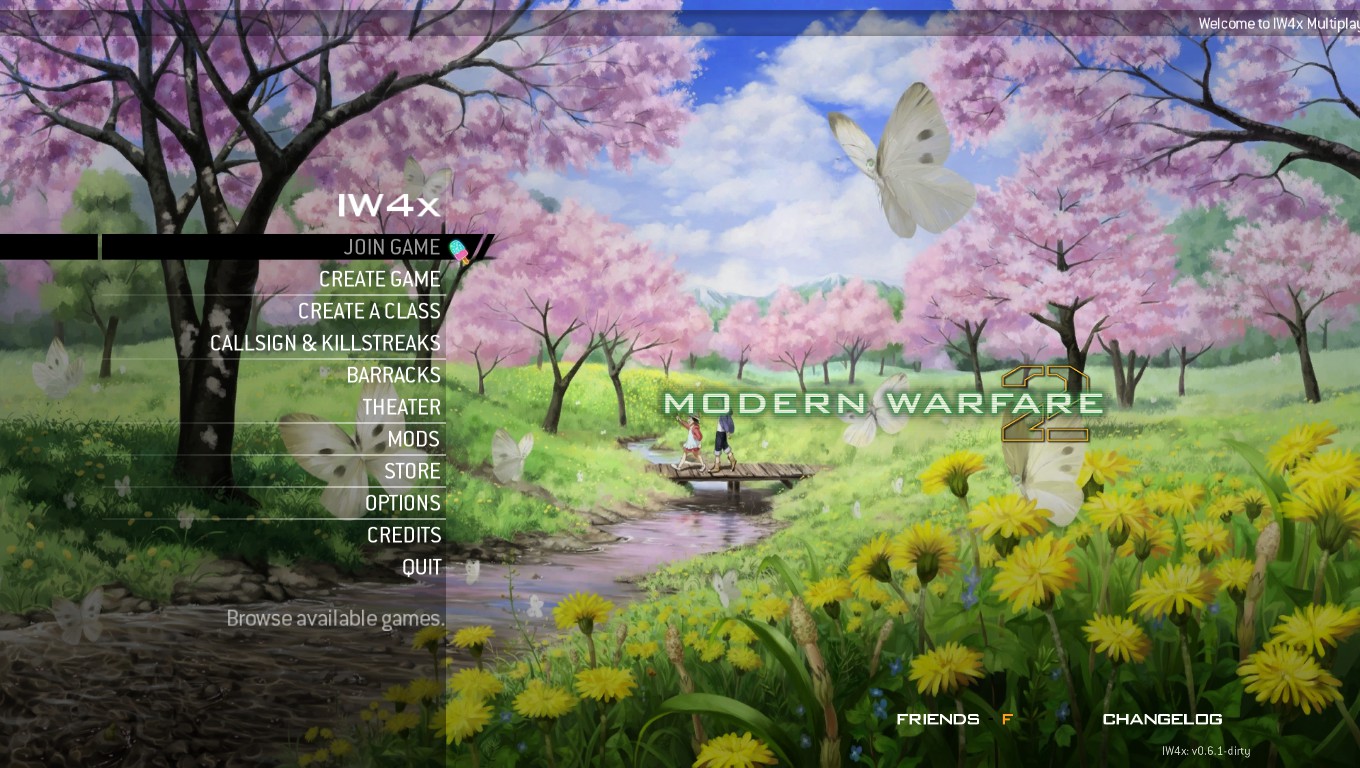 Welcome to IW4x Multiplay
IW4x
JOIN GAME
CREATE GAME
CREATE A CLASS
CALLSIGN & KILLSTREAKS
BARRACKS
THEATER
MODS
STORE
OPTIONS
CREDITS
QUIT
Browse available games.
MODERN WARFARE
2
FRIENDS F
CHANGELOG
IW4x: v0.6.1-dirty